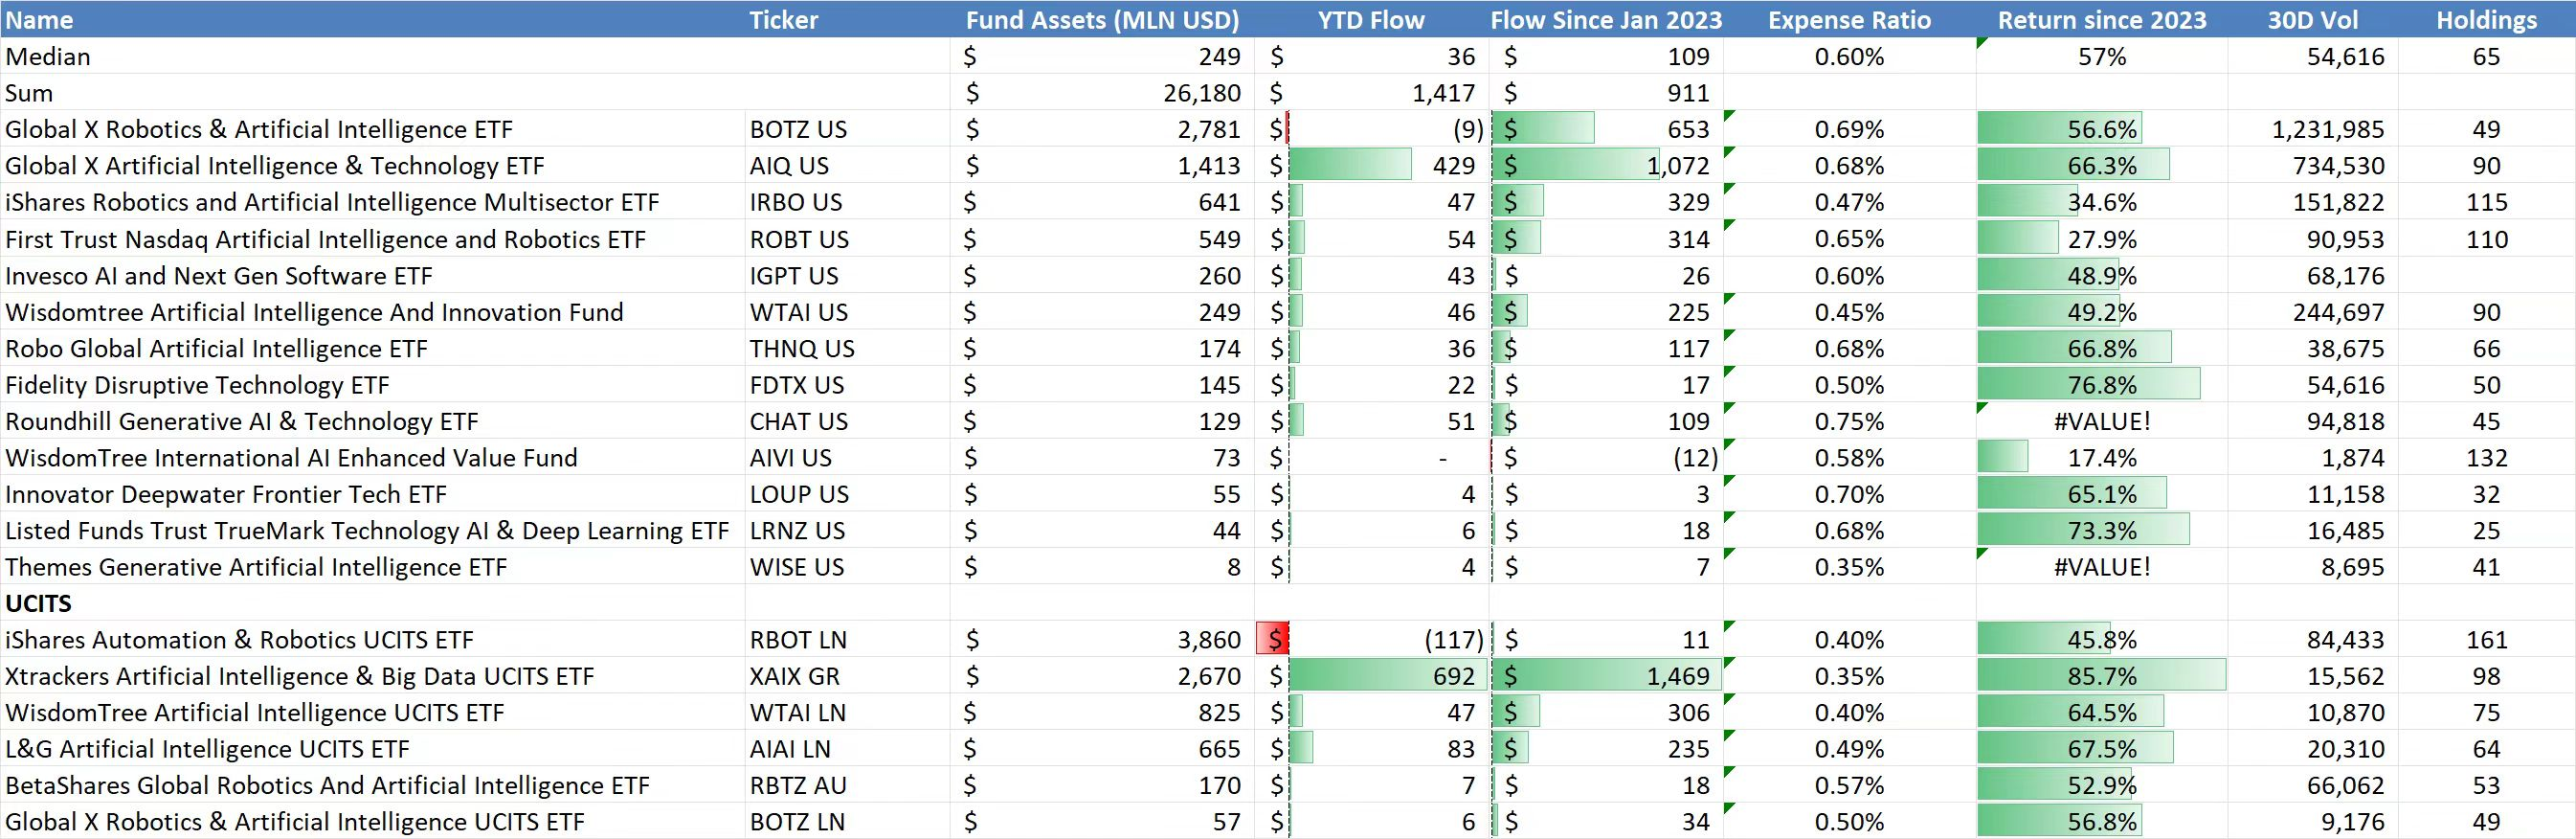 Name Ticker Fund Assets (MLN USD) YTD Flow Flow Since Jan 2023 Expense Ratio Return since 2023 30D Vol Holdings
Median $ 249 $ 36 $ 109 0.60% 57% 54,616 65
Sum $ 26,180 $ 1,417 $ 911
Global X Robotics & Artificial Intelligence ETF BOTZ US $ 2,781 $ (9) $ 653 0.69% 56.6% 1,231,985 49
Global X Artificial Intelligence & Technology ETF AIQ US $ 1,413 $ 429 $ 1,072 0.68% 66.3% 734,530 90
iShares Robotics and Artificial Intelligence Multisector ETF IRBO US $ 641 $ 47 $ 329 0.47% 34.6% 151,822 115
First Trust Nasdaq Artificial Intelligence and Robotics ETF ROBT US $ 549 $ 54 $ 314 0.65% 27.9% 90,953 110
Invesco AI and Next Gen Software ETF IGPT US $ 260 $ 43 $ 26 0.60% 48.9% 68,176
Wisdomtree Artificial Intelligence And Innovation Fund WTAI US $ 249 $ 46 $ 225 0.45% 49.2% 244,697 90
Robo Global Artificial Intelligence ETF THNQ US $ 174 $ 36 $ 117 0.68% 66.8% 38,675 66
Fidelity Disruptive Technology ETF FDTX US $ 145 $ 22 $ 17 0.50% 76.8% 54,616 50
Roundhill Generative AI & Technology ETF CHAT US $ 129 $ 51 $ 109 0.75% #VALUE! 94,818 45
WisdomTree International AI Enhanced Value Fund AIVI US $ 73 $ - $ (12) 0.58% 17.4% 1,874 132
Innovator Deepwater Frontier Tech ETF LOUP US $ 55 $ 4 $ 3 0.70% 65.1% 11,158 32
Listed Funds Trust TrueMark Technology AI & Deep Learning ETF LRNZ US $ 44 $ 6 $ 18 0.68% 73.3% 16,485 25
Themes Generative Artificial Intelligence ETF WISE US $ 8 $ 4 $ 7 0.35% #VALUE! 8,695 41
UCITS
iShares Automation & Robotics UCITS ETF RBOT LN $ 3,860 $ (117) $ 11 0.40% 45.8% 84,433 161
Xtrackers Artificial Intelligence & Big Data UCITS ETF XAIX GR $ 2,670 $ 692 $ 1,469 0.35% 85.7% 15,562 98
WisdomTree Artificial Intelligence UCITS ETF WTAI LN $ 825 $ 47 $ 306 0.40% 64.5% 10,870 75
L&G Artificial Intelligence UCITS ETF AIAI LN $ 665 $ 83 $ 235 0.49% 67.5% 20,310 64
BetaShares Global Robotics And Artificial Intelligence ETF RBTZ AU $ 170 $ 7 $ 18 0.57% 52.9% 66,062 53
Global X Robotics & Artificial Intelligence UCITS ETF BOTZ LN $ 57 $ 6 $ 34 0.50% 56.8% 9,176 49